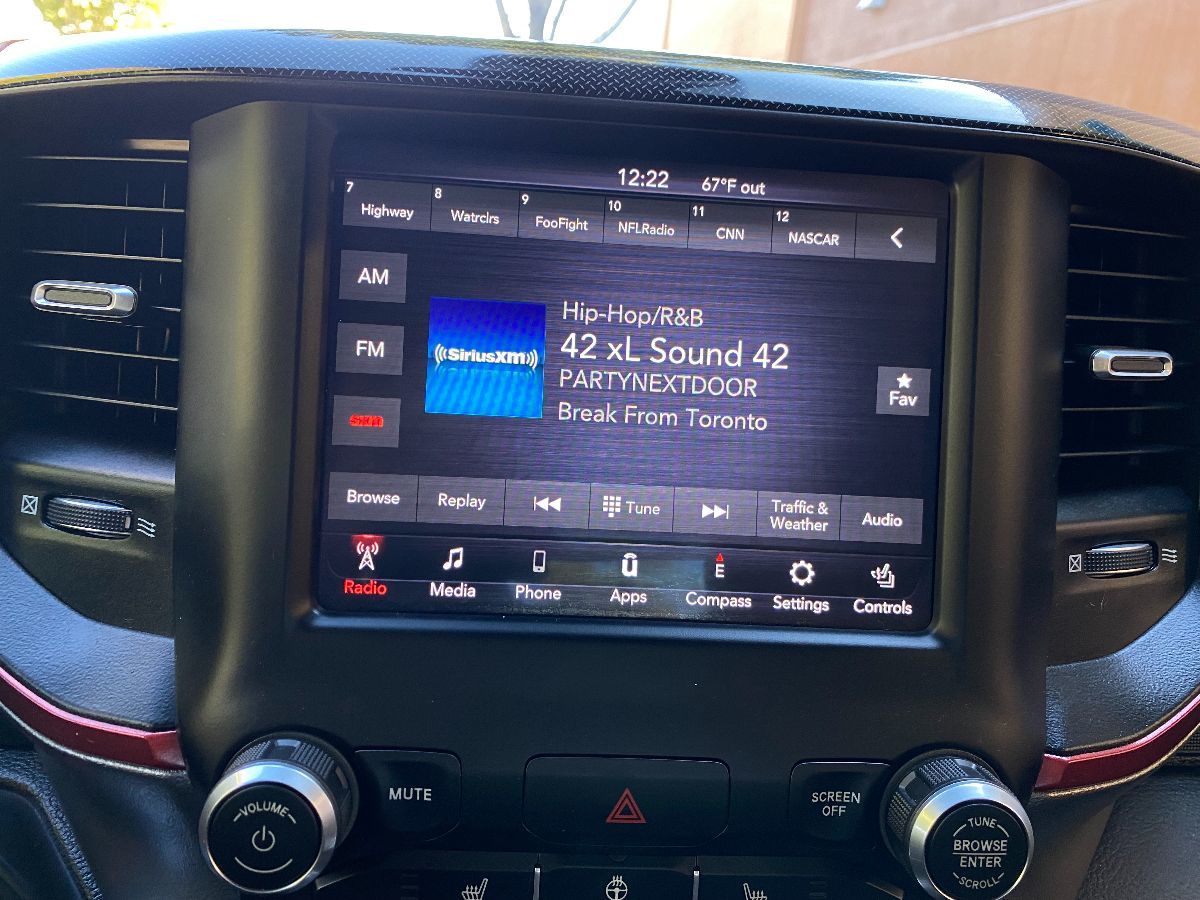 12:22 67°F out
7 Highway
8 Watrclrs
9 FooFight
10 NFLRadio
11 CNN
12 NASCAR
AM
FM
sxm
SiriusXM
Hip-Hop/R&B
42 xL Sound 42
PARTYNEXTDOOR
Break From Toronto
Fav
Browse
Replay
Tune
Traffic &
Weather
Audio
Radio
Media
Phone
Apps
E
Compass
Settings
Controls
VOLUME
MUTE
SCREEN
OFF
TUNE
BROWSE
ENTER
SCROLL